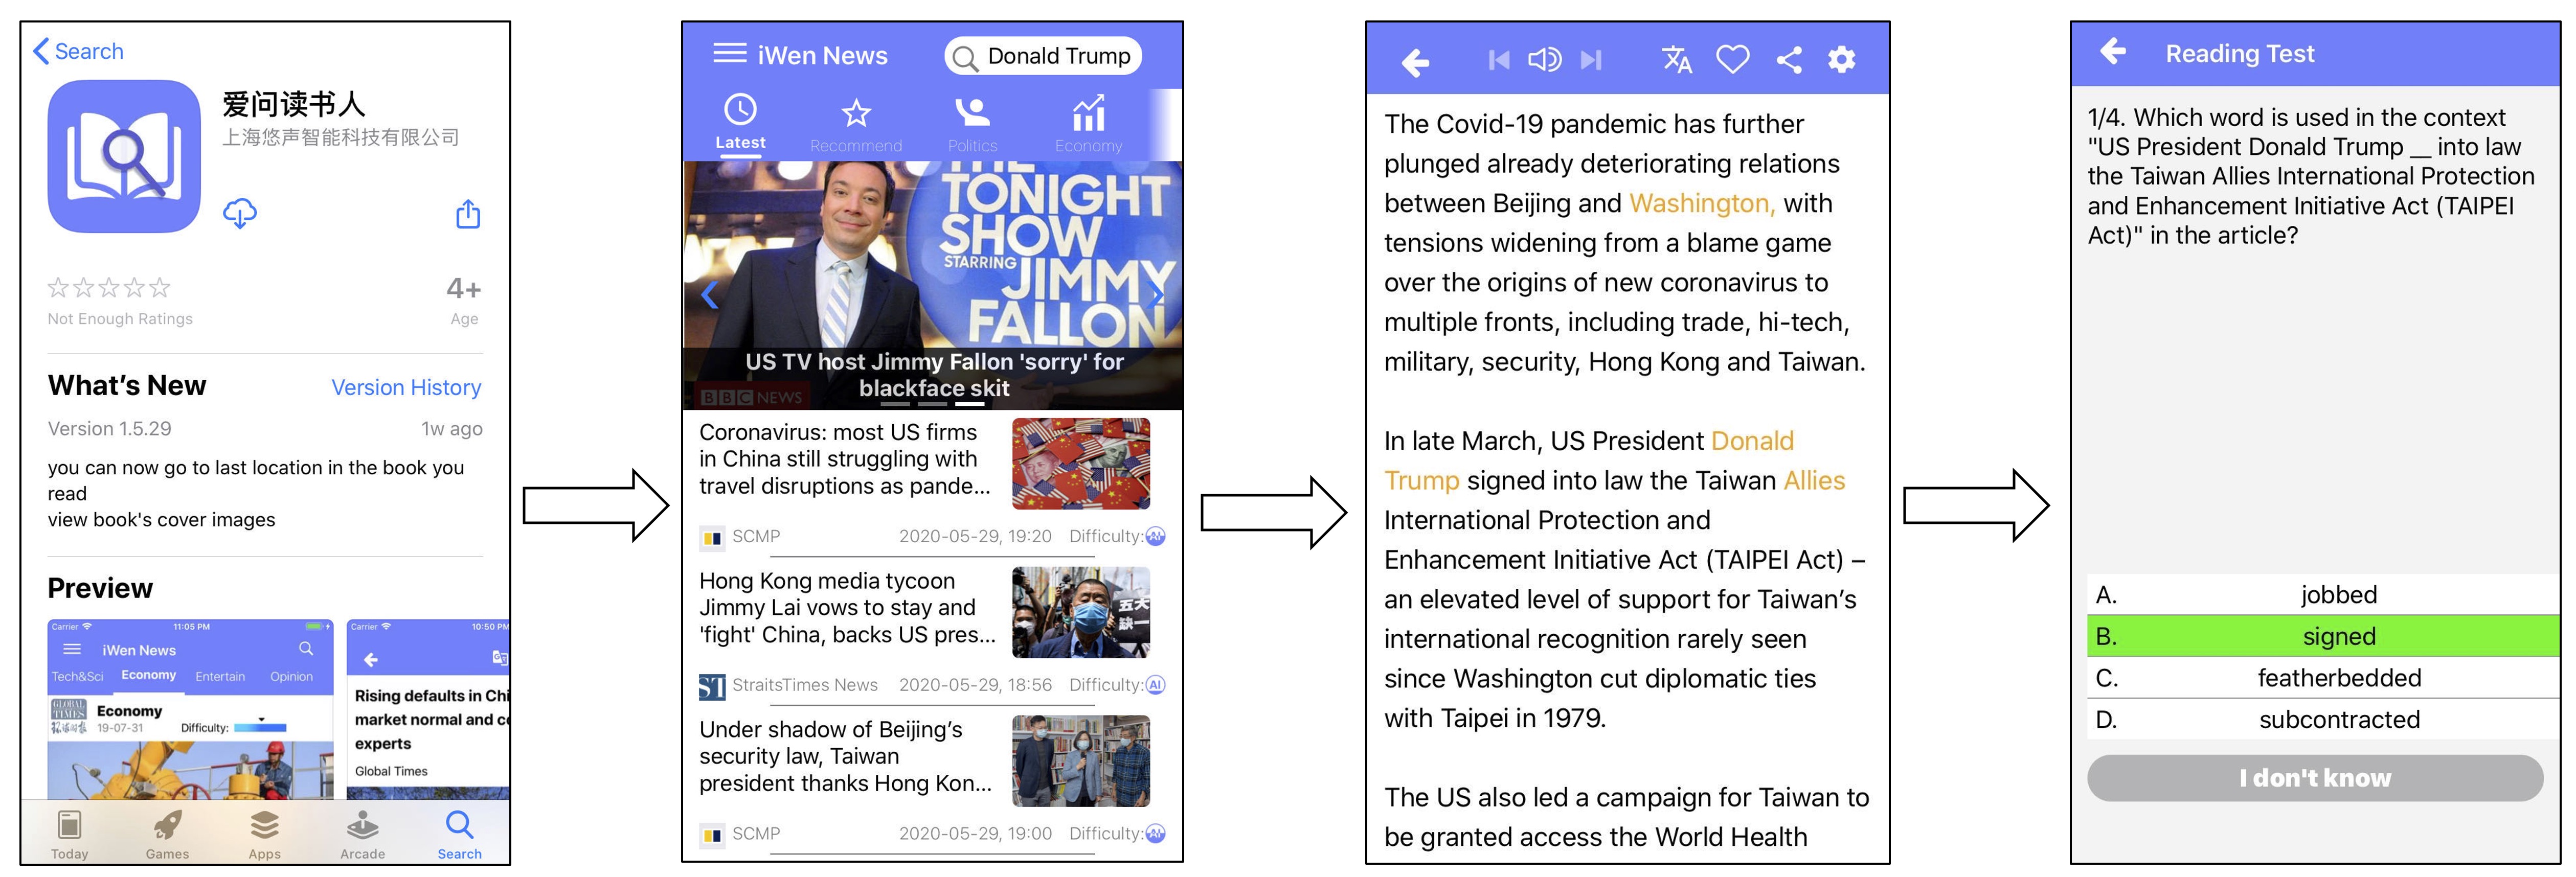 Search
爱问读书人
上海悠声智能科技有限公司
Not Enough Ratings
4+
Age
What's New
Version History
Version 1.5.29
1w ago
you can now go to last location in the book you
read
view book's cover images
Preview
Carrier
11:05 PM
iWen News
Tech&Sci
Economy
Entertain
Opinion
GLOBAL
TIMES
环球时报
Economy
19-07-31
Difficulty:
Carrier
10:50 PM
Rising defaults in Chi
market normal and co
experts
Global Times
Today
Games
Apps
Arcade
Search
iWen News
Donald Trump
Latest
Recommend
Politics
Economy
THE
TONIGHT
SHOW
STARRING
JIMMY
FALLON
US TV host Jimmy Fallon 'sorry' for
blackface skit
BBC NEWS
Coronavirus: most US firms
in China still struggling with
travel disruptions as pande...
SCMP
2020-05-29, 19:20
Difficulty: AI
Hong Kong media tycoon
Jimmy Lai vows to stay and
'fight' China, backs US pres...
五大
缺一
ST
StraitsTimes News
2020-05-29, 18:56
Difficulty: AI
Under shadow of Beijing's
security law, Taiwan
president thanks Hong Kon...
SCMP
2020-05-29, 19:00
Difficulty: AI
The Covid-19 pandemic has further
plunged already deteriorating relations
between Beijing and Washington, with
tensions widening from a blame game
over the origins of new coronavirus to
multiple fronts, including trade, hi-tech,
military, security, Hong Kong and Taiwan.
In late March, US President Donald
Trump signed into law the Taiwan Allies
International Protection and
Enhancement Initiative Act (TAIPEI Act) –
an elevated level of support for Taiwan's
international recognition rarely seen
since Washington cut diplomatic ties
with Taipei in 1979.
The US also led a campaign for Taiwan to
be granted access the World Health
Reading Test
1/4. Which word is used in the context
"US President Donald Trump __ into law
the Taiwan Allies International Protection
and Enhancement Initiative Act (TAIPEI
Act)" in the article?
A. jobbed
B. signed
C. featherbedded
D. subcontracted
I don't know